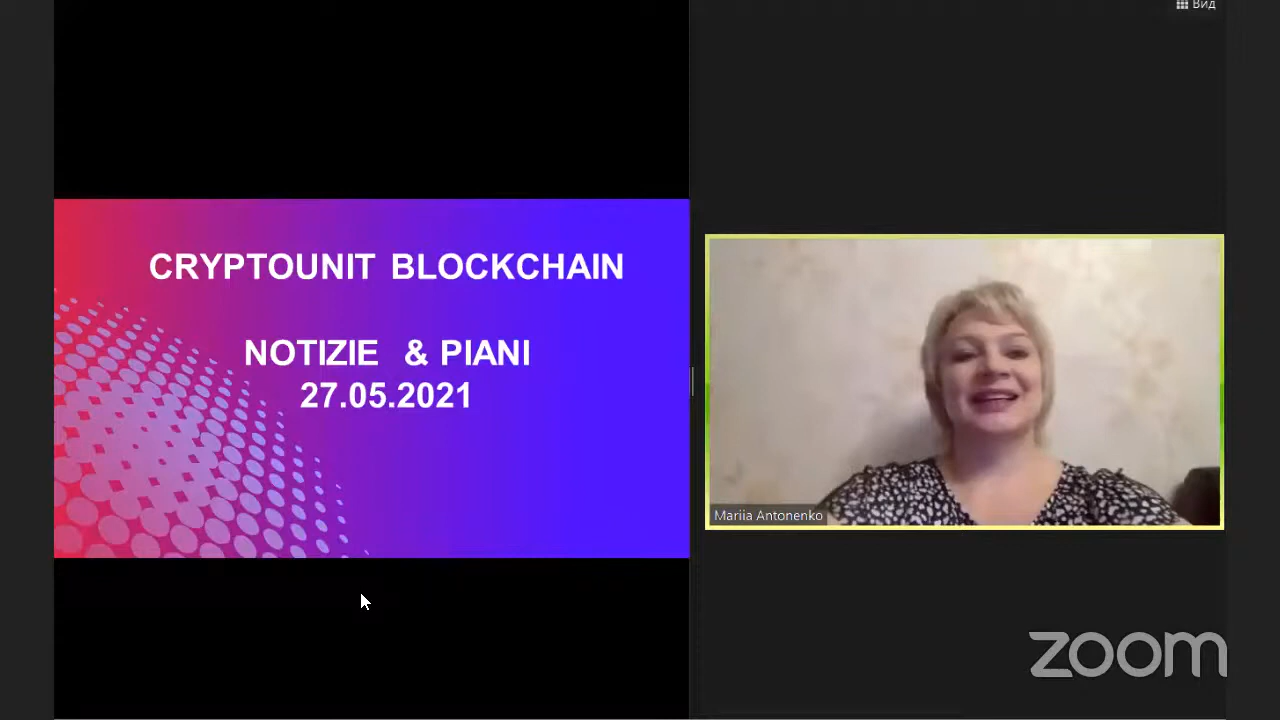 Вид
CRYPTOUNIT BLOCKCHAIN
NOTIZIE & PIANI
27.05.2021
Mariia Antonenko
zoom